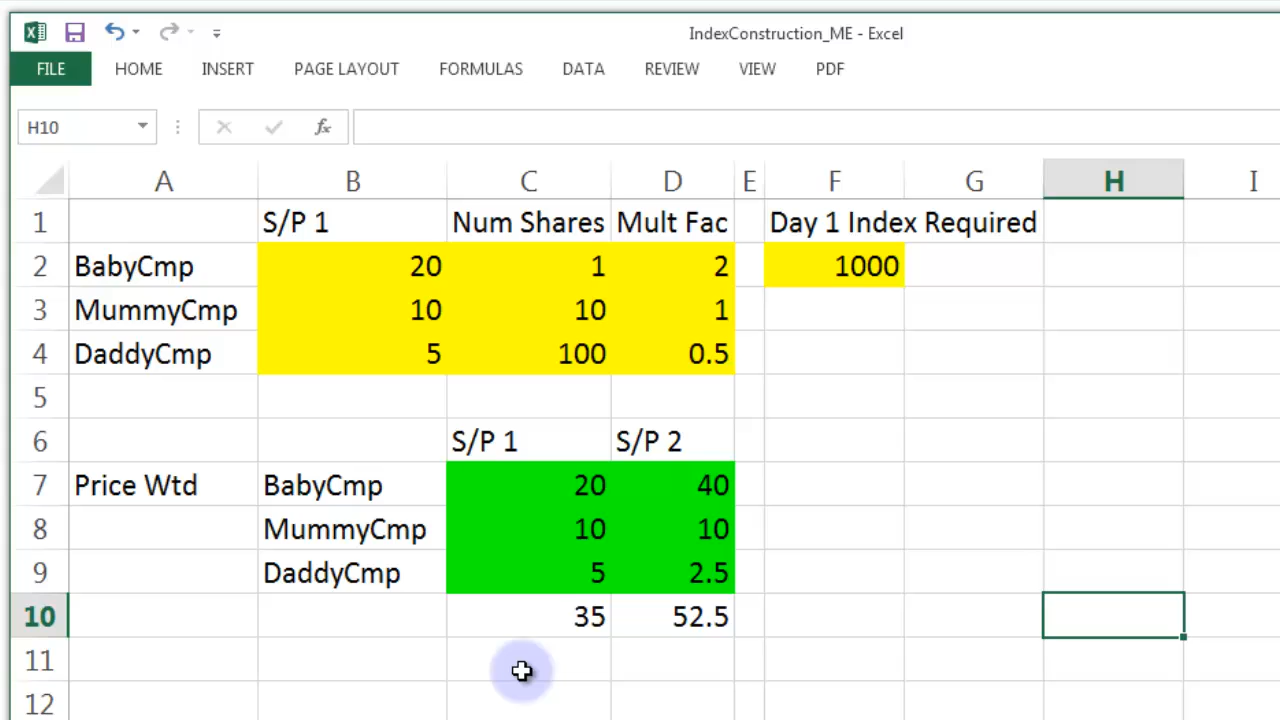 IndexConstruction_ME - Excel
FILE HOME INSERT PAGE LAYOUT FORMULAS DATA REVIEW VIEW PDF
H10 fx
A B C D E F G H I
1 S/P 1 Num Shares Mult Fac Day 1 Index Required
2 BabyCmp 20 1 2 1000
3 MummyCmp 10 10 1
4 DaddyCmp 5 100 0.5
5
6 S/P 1 S/P 2
7 Price Wtd BabyCmp 20 40
8 MummyCmp 10 10
9 DaddyCmp 5 2.5
10 35 52.5
11
12